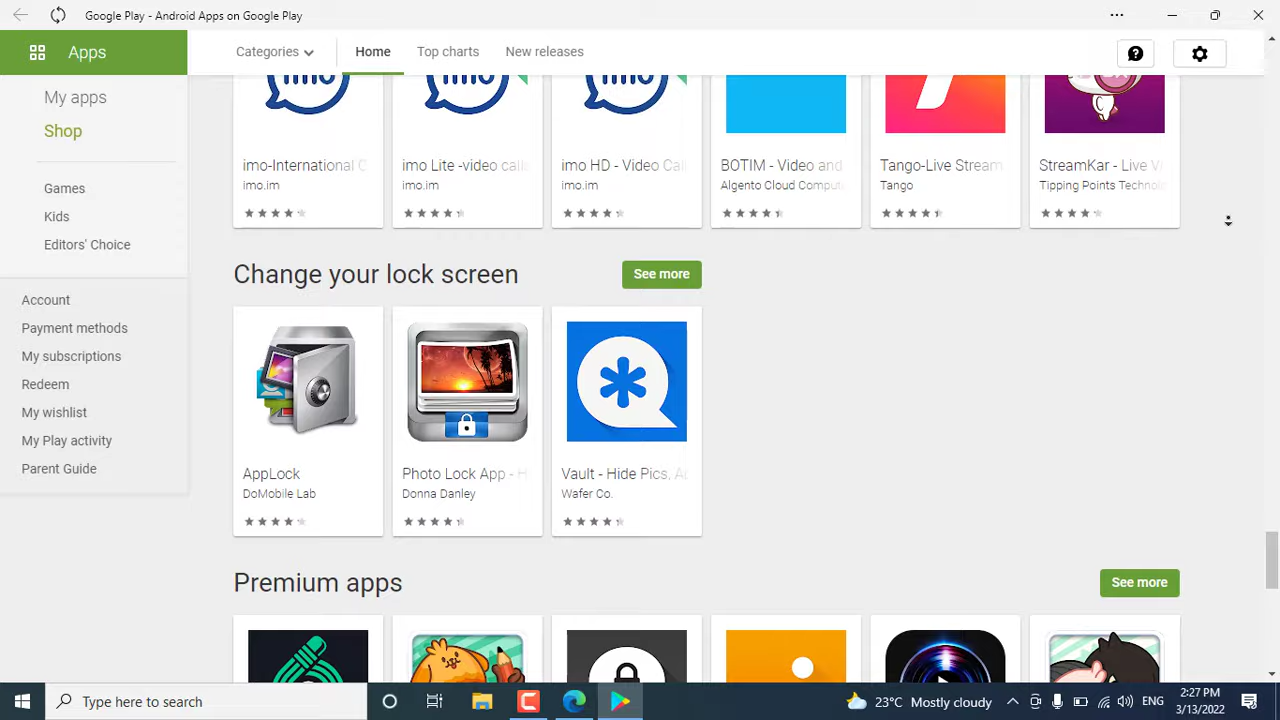 Google Play - Android Apps on Google Play
Apps
Categories
Home
Top charts
New releases
My apps
Shop
Games
Kids
Editors' Choice
Account
Payment methods
My subscriptions
Redeem
My wishlist
My Play activity
Parent Guide
imo-International C
imo.im
imo Lite -video calle
imo.im
imo HD - Video Cal
imo.im
BOTIM - Video and
Algento Cloud Comput
Tango-Live Stream
Tango
StreamKar - Live Vi
Tipping Points Technolo
Change your lock screen
See more
AppLock
DoMobile Lab
Photo Lock App - H
Donna Danley
Vault - Hide Pics, A
Wafer Co.
Premium apps
See more
Type here to search
23°C Mostly cloudy
ENG
2:27 PM
3/13/2022